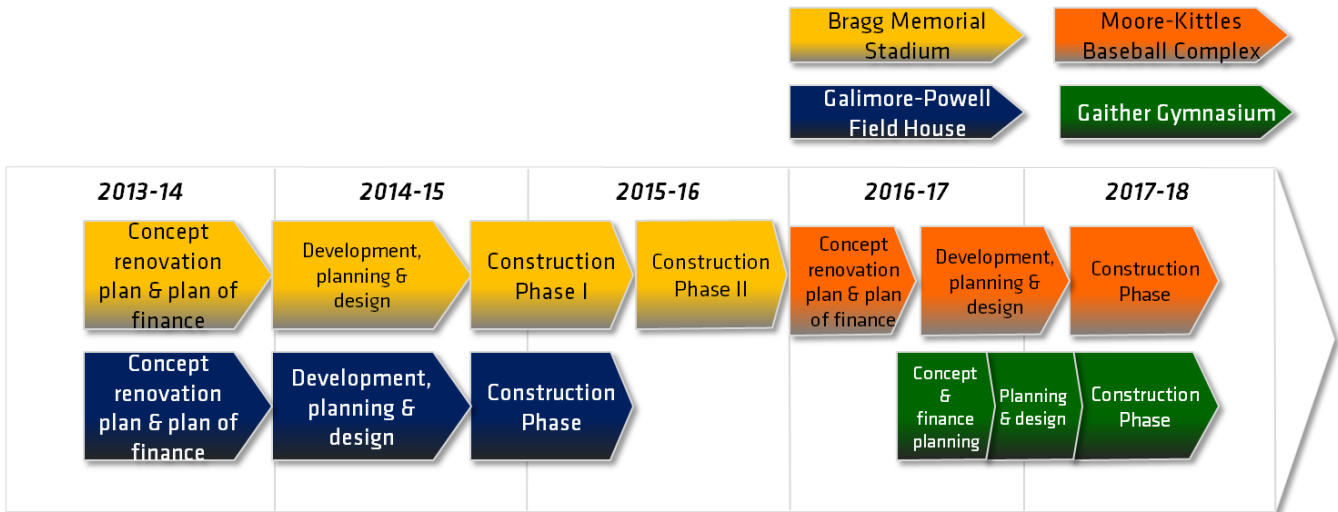 Bragg Memorial
Stadium
Moore-Kittles
Baseball Complex
Galimore-Powell
Field House
Gaither Gymnasium
2013-14
2014-15
2015-16
2016-17
2017-18
Concept
renovation
plan & plan of
finance
Development,
planning &
design
Construction
Phase I
Construction
Phase II
Concept
renovation
plan & plan
of finance
Development,
planning &
design
Construction
Phase
Concept
renovation
plan & plan of
finance
Development,
planning &
design
Construction
Phase
Concept
&
finance
planning
Planning
& design
Construction
Phase